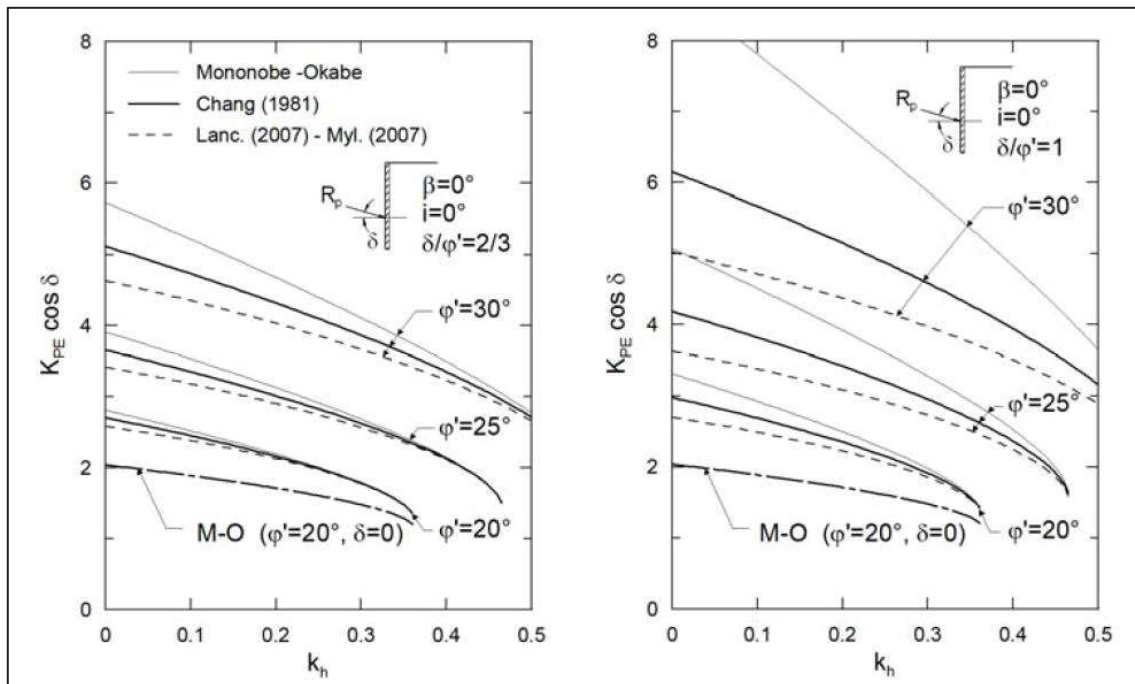 8
6
4
2
0
K_PE cos δ
Mononobe -Okabe
Chang (1981)
Lanc. (2007) - Myl. (2007)
R_p
δ
β=0°
i=0°
δ/φ'=2/3
φ'=30°
φ'=25°
φ'=20°
M-O (φ'=20°, δ=0)
0 0.1 0.2 0.3 0.4 0.5
k_h
8
6
4
2
0
K_PE cos δ
R_p
δ
β=0°
i=0°
δ/φ'=1
φ'=30°
φ'=25°
φ'=20°
M-O (φ'=20°, δ=0)
0 0.1 0.2 0.3 0.4 0.5
k_h